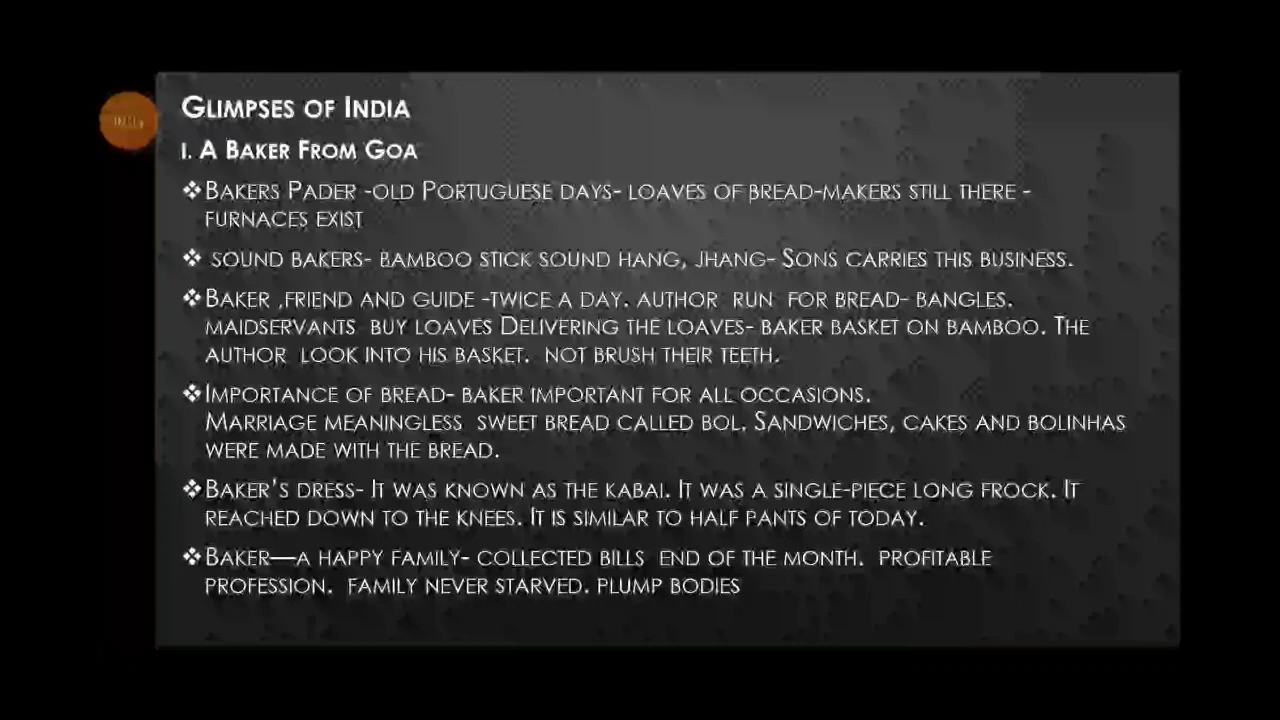 GLIMPSES OF INDIA
I. A BAKER FROM GOA
❖BAKERS PADER -OLD PORTUGUESE DAYS- LOAVES OF BREAD-MAKERS STILL THERE -
FURNACES EXIST
❖ SOUND BAKERS- BAMBOO STICK SOUND HANG, JHANG- SONS CARRIES THIS BUSINESS.
❖BAKER ,FRIEND AND GUIDE -TWICE A DAY. AUTHOR RUN FOR BREAD- BANGLES.
MAIDSERVANTS BUY LOAVES DELIVERING THE LOAVES- BAKER BASKET ON BAMBOO. THE
AUTHOR LOOK INTO HIS BASKET. NOT BRUSH THEIR TEETH.
❖IMPORTANCE OF BREAD- BAKER IMPORTANT FOR ALL OCCASIONS.
MARRIAGE MEANINGLESS SWEET BREAD CALLED BOL. SANDWICHES, CAKES AND BOLINHAS
WERE MADE WITH THE BREAD.
❖BAKER'S DRESS- IT WAS KNOWN AS THE KABAI. IT WAS A SINGLE-PIECE LONG FROCK. IT
REACHED DOWN TO THE KNEES. IT IS SIMILAR TO HALF PANTS OF TODAY.
❖BAKER—A HAPPY FAMILY- COLLECTED BILLS END OF THE MONTH. PROFITABLE
PROFESSION. FAMILY NEVER STARVED. PLUMP BODIES